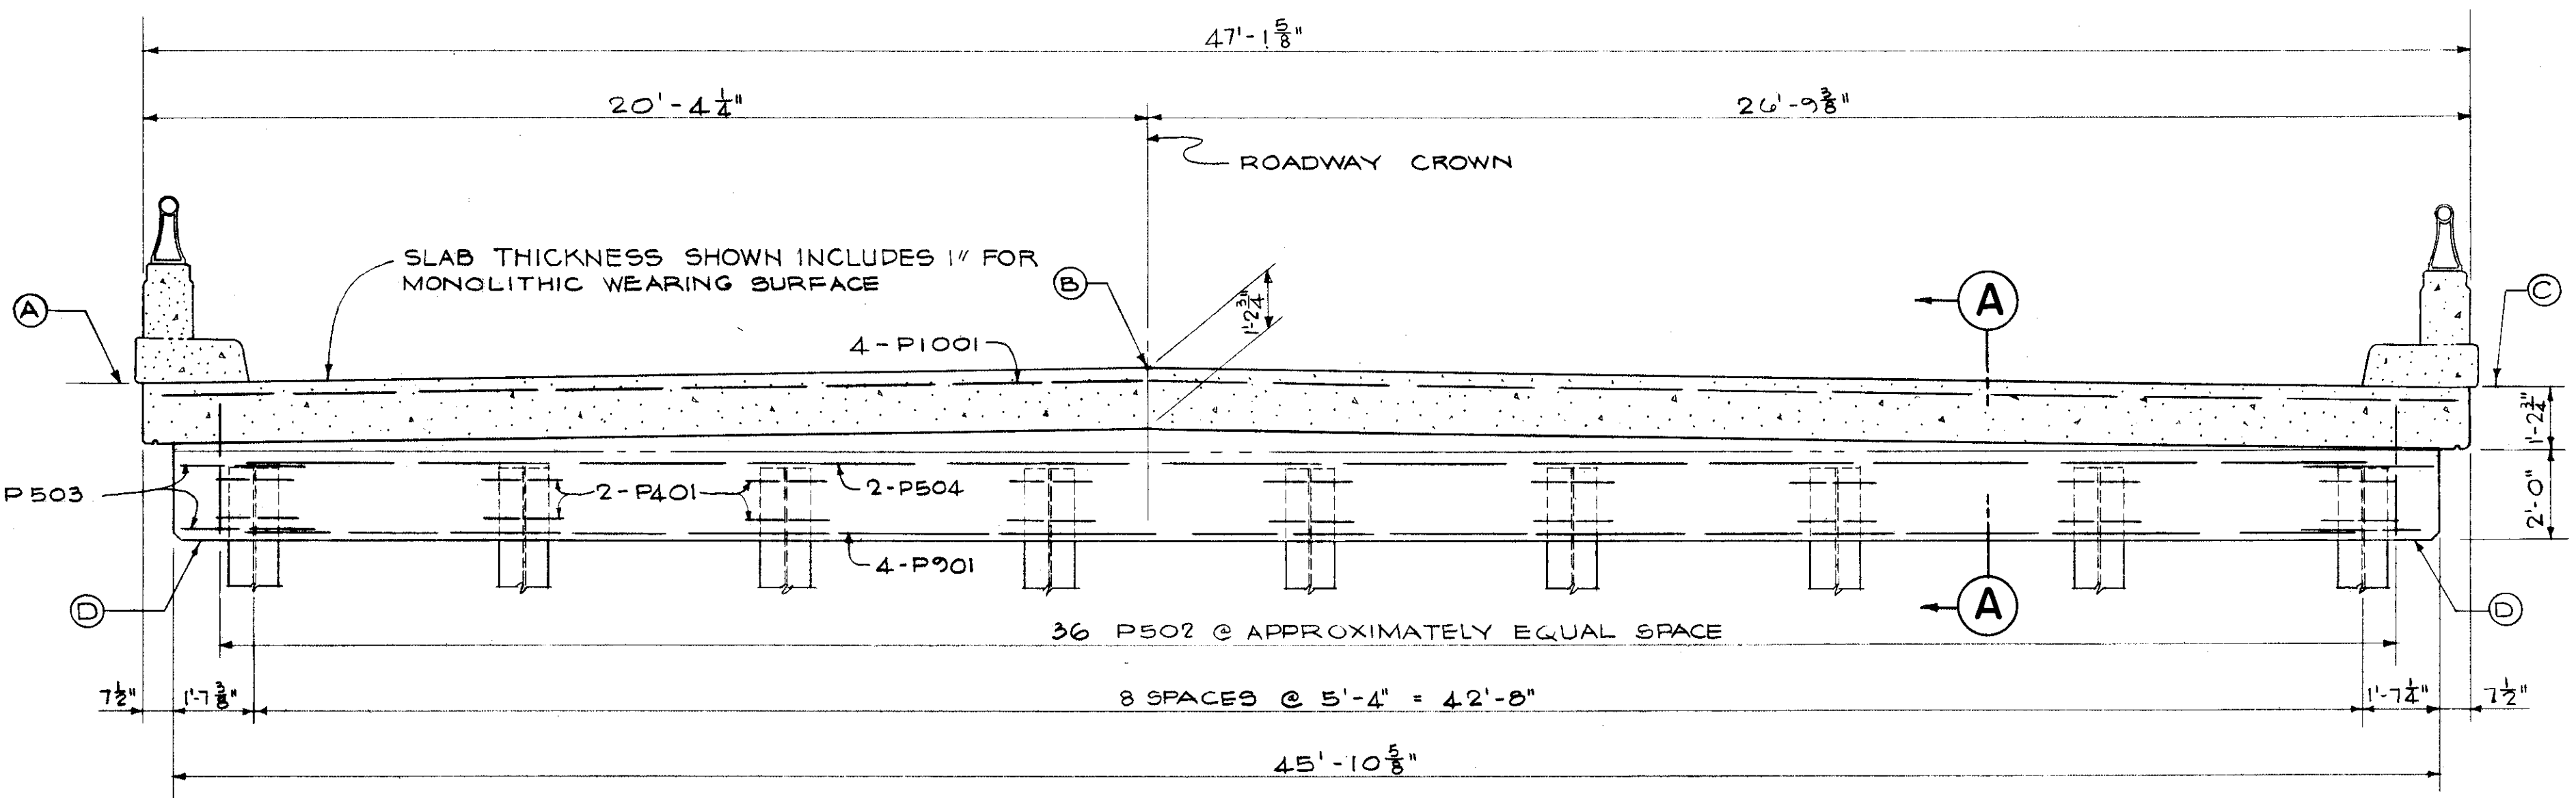 47'-1 5/8"
20'-4 1/4"
26'-9 3/8"
ROADWAY CROWN
SLAB THICKNESS SHOWN INCLUDES 1" FOR
MONOLITHIC WEARING SURFACE
A
B
1'-2 3/4"
A
C
4-P1001
1'-2 3/4"
P503
2-P401
2-P504
2'-0"
4-P901
D
A
D
36 P502 @ APPROXIMATELY EQUAL SPACE
7 1/2"
1'-7 3/8"
8 SPACES @ 5'-4" = 42'-8"
1'-7 1/4"
7 1/2"
45'-10 5/8"